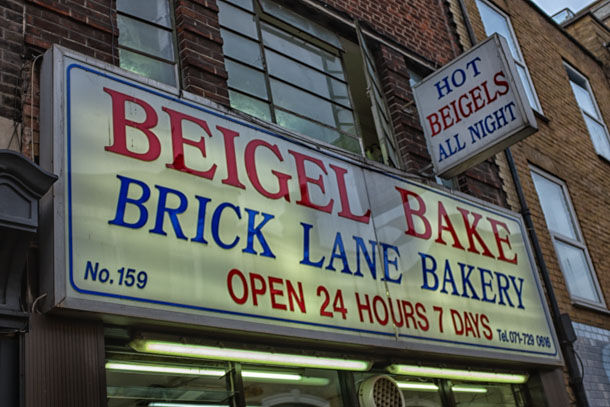 BEIGEL BAKE
BRICK LANE BAKERY
No.159
OPEN 24 HOURS 7 DAYS
Tel.071-729 0616
HOT
BEIGELS
ALL NIGHT